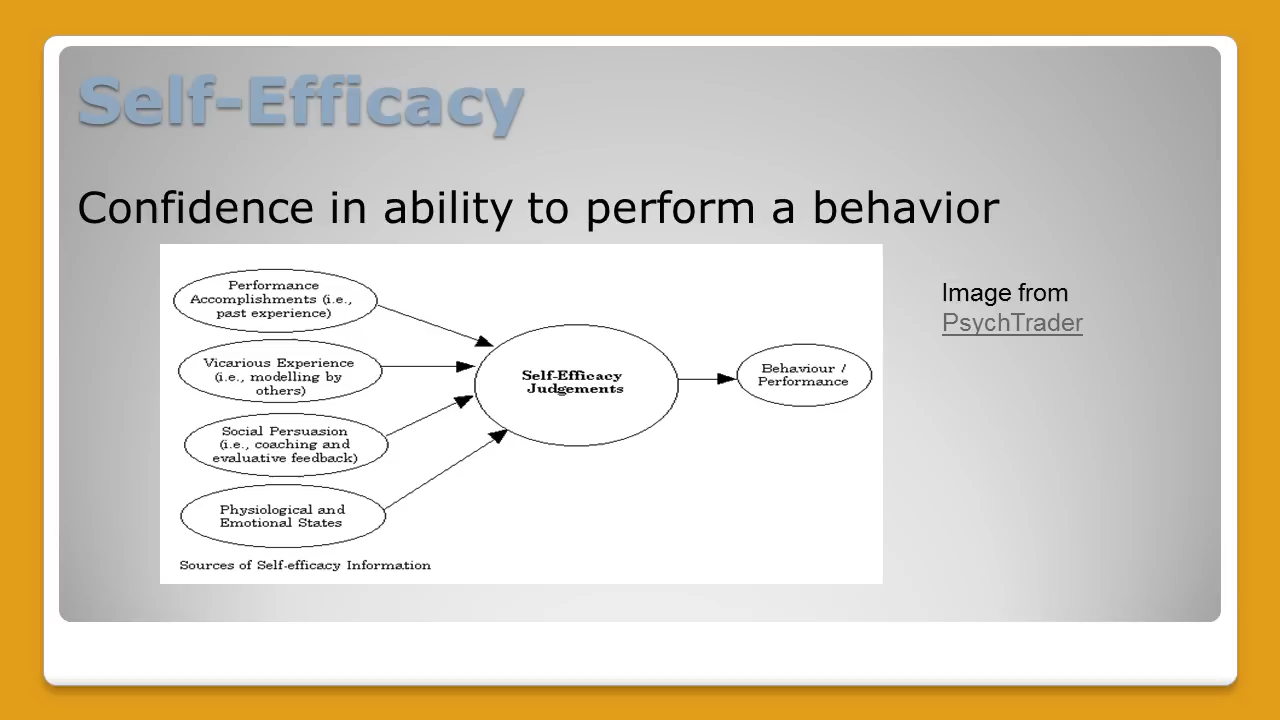 Self-Efficacy
Confidence in ability to perform a behavior
Performance
Accomplishments (i.e.,
past experience)
Vicarious Experience
(i.e., modelling by
others)
Social Persuasion
(i.e., coaching and
evaluative feedback)
Physiological and
Emotional States
Sources of Self-efficacy Information
Self-Efficacy
Judgements
Behaviour /
Performance
Image from
PsychTrader